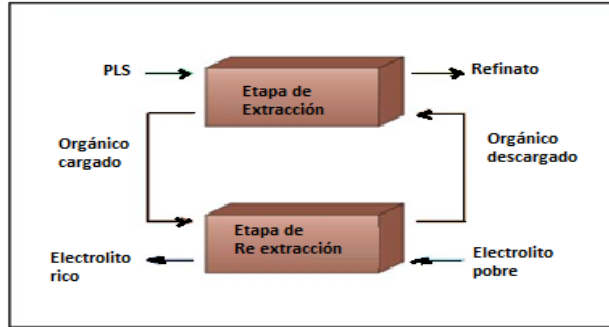 PLS
Etapa de
Extracción
Refinato
Orgánico
cargado
Orgánico
descargado
Etapa de
Re extracción
Electrolito
rico
Electrolito
pobre